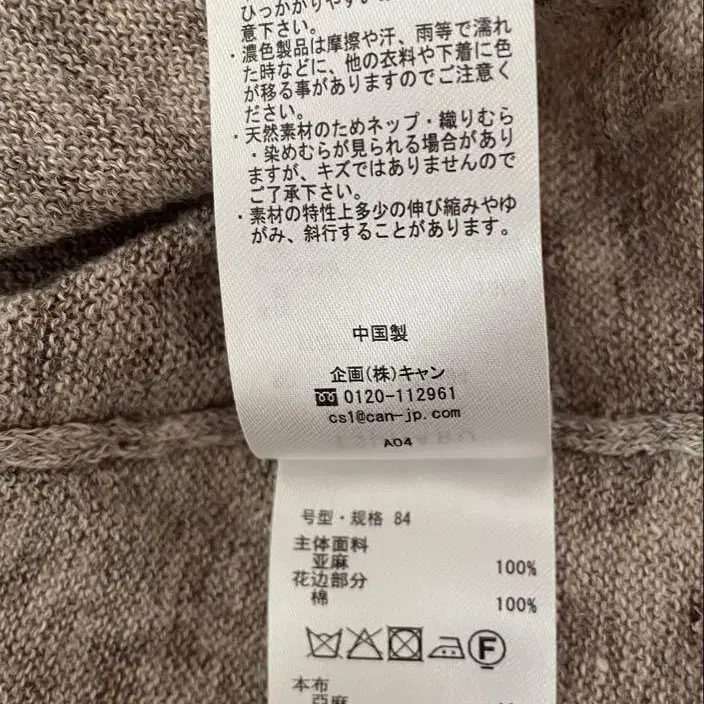 ひっかかりやすい
意下さい。
・濃色製品は摩擦や汗、雨等で濡れ
た時などに、他の衣料や下着に色
が移る事がありますのでご注意く
ださい。
・天然素材のためネップ・織りむら
・染めむらが見られる場合があり
ますが、キズではありませんので
ご了承下さい。
・素材の特性上多少の伸び縮みやゆ
がみ、斜行することがあります。
中国製
企画(株)キャン
0120-112961
cs1@can-jp.com
A04
号型・规格 84
主体面料
亚麻 100%
花边部分
棉 100%
F
本布
亞麻